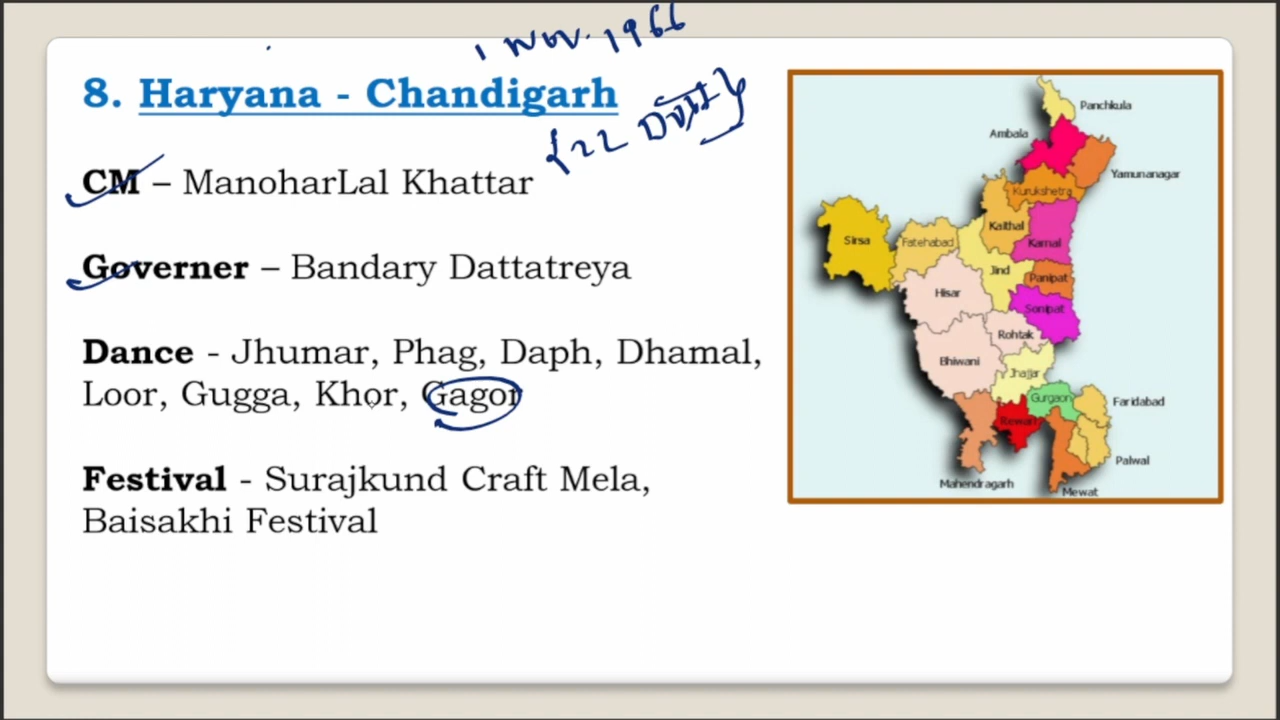 1 Nov. 1966
8. Haryana - Chandigarh
{22 Distt}
CM – ManoharLal Khattar
Governer – Bandary Dattatreya
Dance - Jhumar, Phag, Daph, Dhamal,
Loor, Gugga, Khor, Gagor
Festival - Surajkund Craft Mela,
Baisakhi Festival
Panchkula
Ambala
Yamunanagar
Kurukshetra
Kaithal
Karnal
Sirsa
Fatehabad
Jind
Panipat
Hisar
Sonipat
Rohtak
Bhiwani
Jhajjar
Gurgaon
Faridabad
Rewari
Palwal
Mahendragarh
Mewat